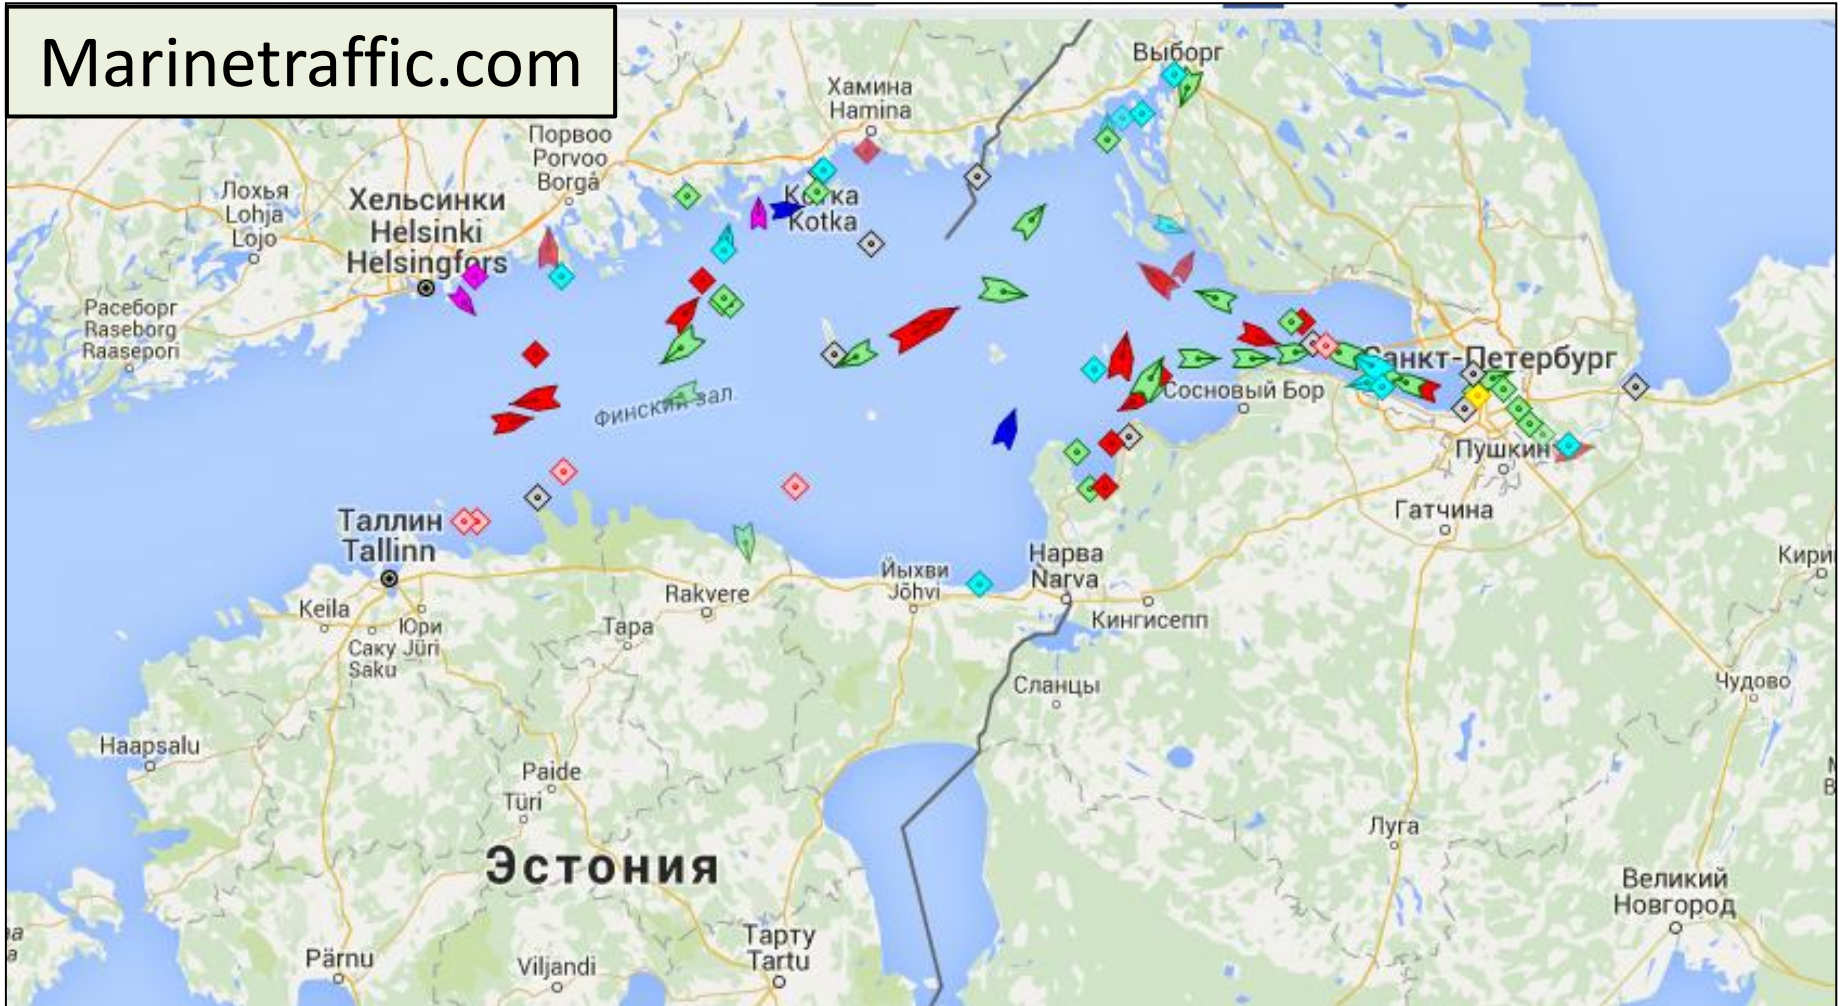 Marinetraffic.com
Выборг
Хамина
Hamina
Порвоо
Porvoo
Borgå
Лохья
Lohja
Lojo
Хельсинки
Helsinki
Helsingfors
Kotka
Расеборг
Raseborg
Raasepori
Санкт-Петербург
Сосновый Бор
Финский зал.
Пушкин
Гатчина
Таллин
Tallinn
Нарва
Narva
Йыхви
Jõhvi
Rakvere
Кингисепп
Keila
Юри
Jüri
Саку
Saku
Тapa
Сланцы
Чудово
Haapsalu
Paide
Türi
Луга
Эстония
Великий
Новгород
Тарту
Tartu
Pärnu
Viljandi